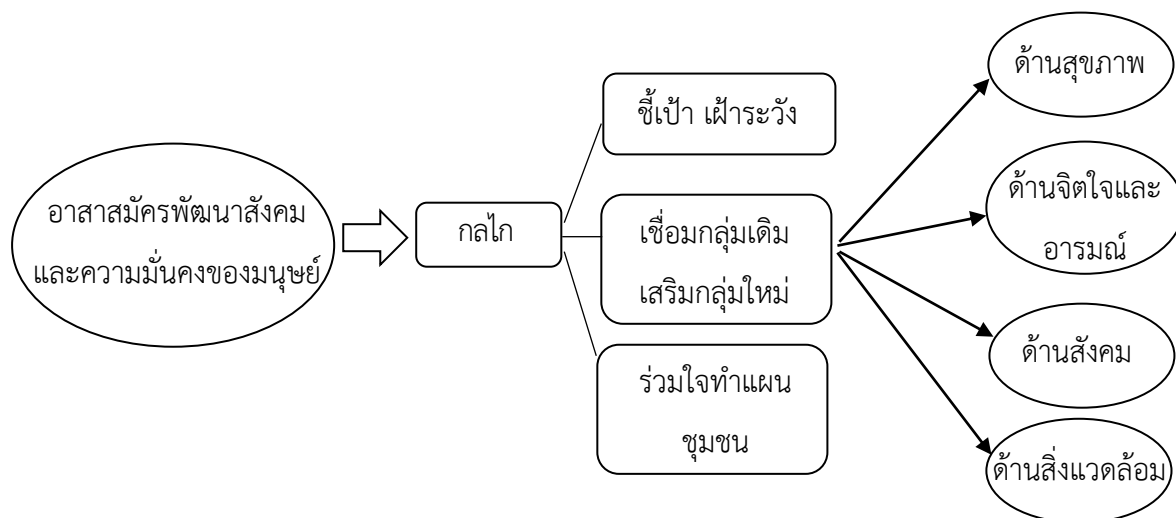 อาสาสมัครพัฒนาสังคม
และความมั่นคงของมนุษย์
กลไก
ชี้เป้า เฝ้าระวัง
เชื่อมกลุ่มเดิม
เสริมกลุ่มใหม่
ร่วมใจทำแผน
ชุมชน
ด้านสุขภาพ
ด้านจิตใจและ
อารมณ์
ด้านสังคม
ด้านสิ่งแวดล้อม